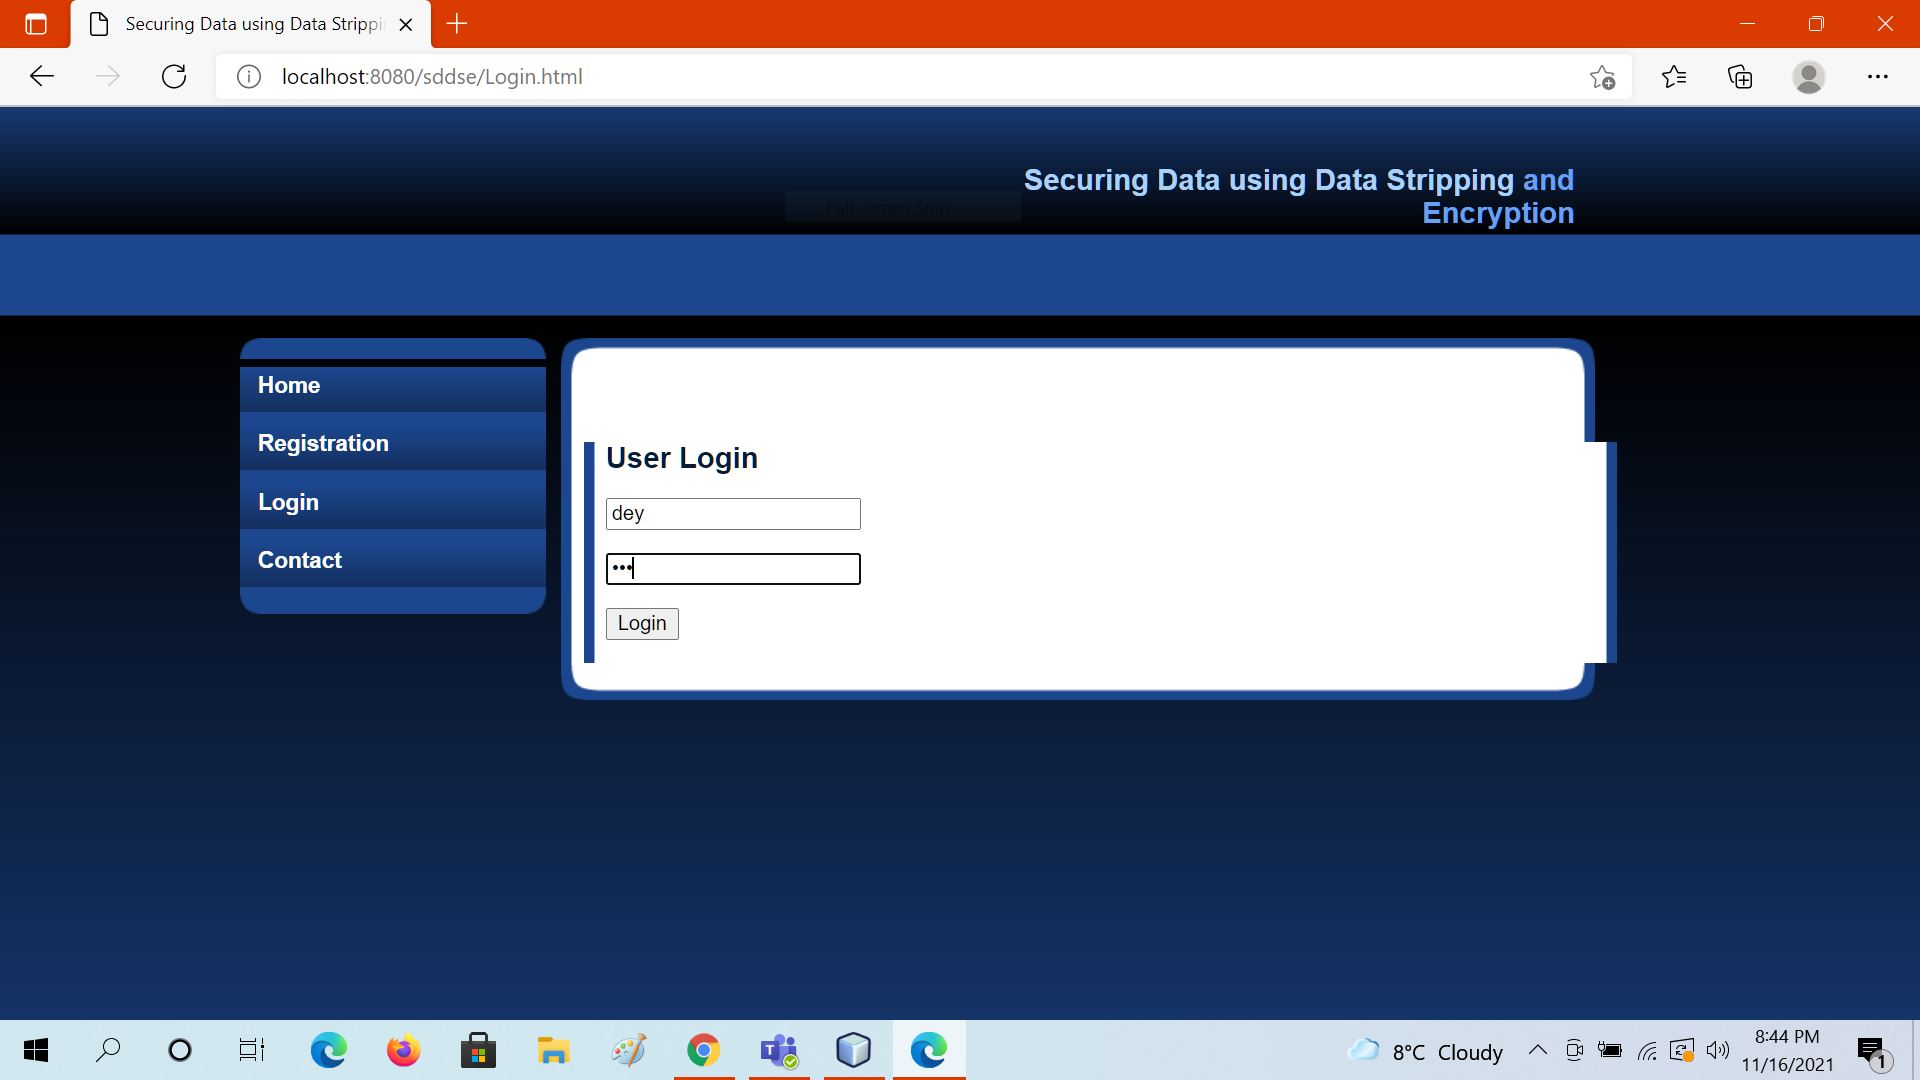 Securing Data using Data Strippi
localhost:8080/sddse/Login.html
Securing Data using Data Stripping and
Encryption
Full-screen Snip
Home
Registration
Login
Contact
User Login
dey
•••
Login
8°C Cloudy
8:44 PM
11/16/2021
1